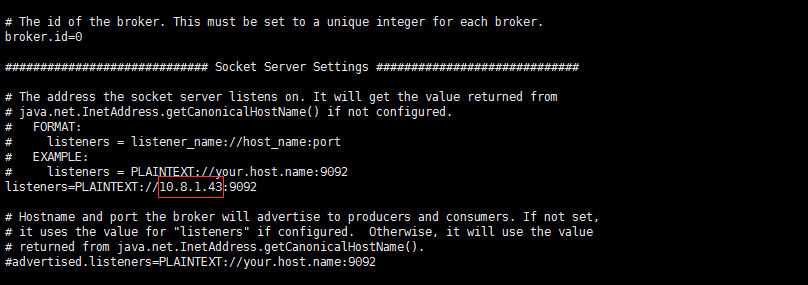 # The id of the broker. This must be set to a unique integer for each broker.
broker.id=0
############################# Socket Server Settings #############################
# The address the socket server listens on. It will get the value returned from
# java.net.InetAddress.getCanonicalHostName() if not configured.
#   FORMAT:
#     listeners = listener_name://host_name:port
#   EXAMPLE:
#     listeners = PLAINTEXT://your.host.name:9092
listeners=PLAINTEXT://10.8.1.43:9092
# Hostname and port the broker will advertise to producers and consumers. If not set,
# it uses the value for "listeners" if configured.  Otherwise, it will use the value
# returned from java.net.InetAddress.getCanonicalHostName().
#advertised.listeners=PLAINTEXT://your.host.name:9092